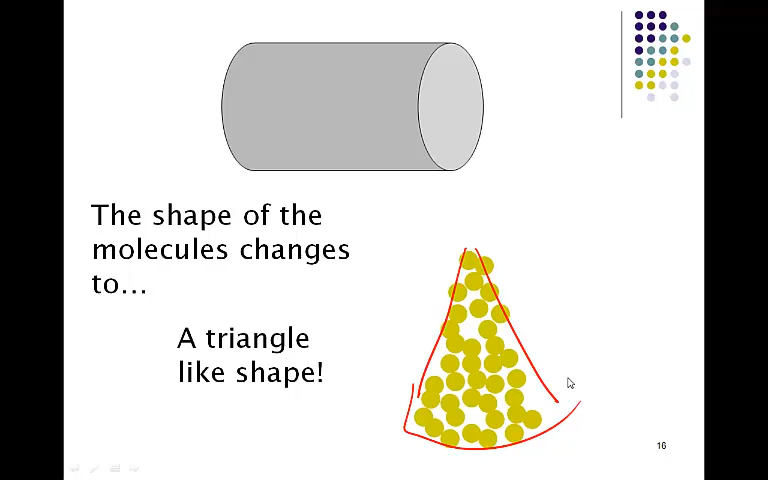 The shape of the
molecules changes
to...
A triangle
like shape!
16